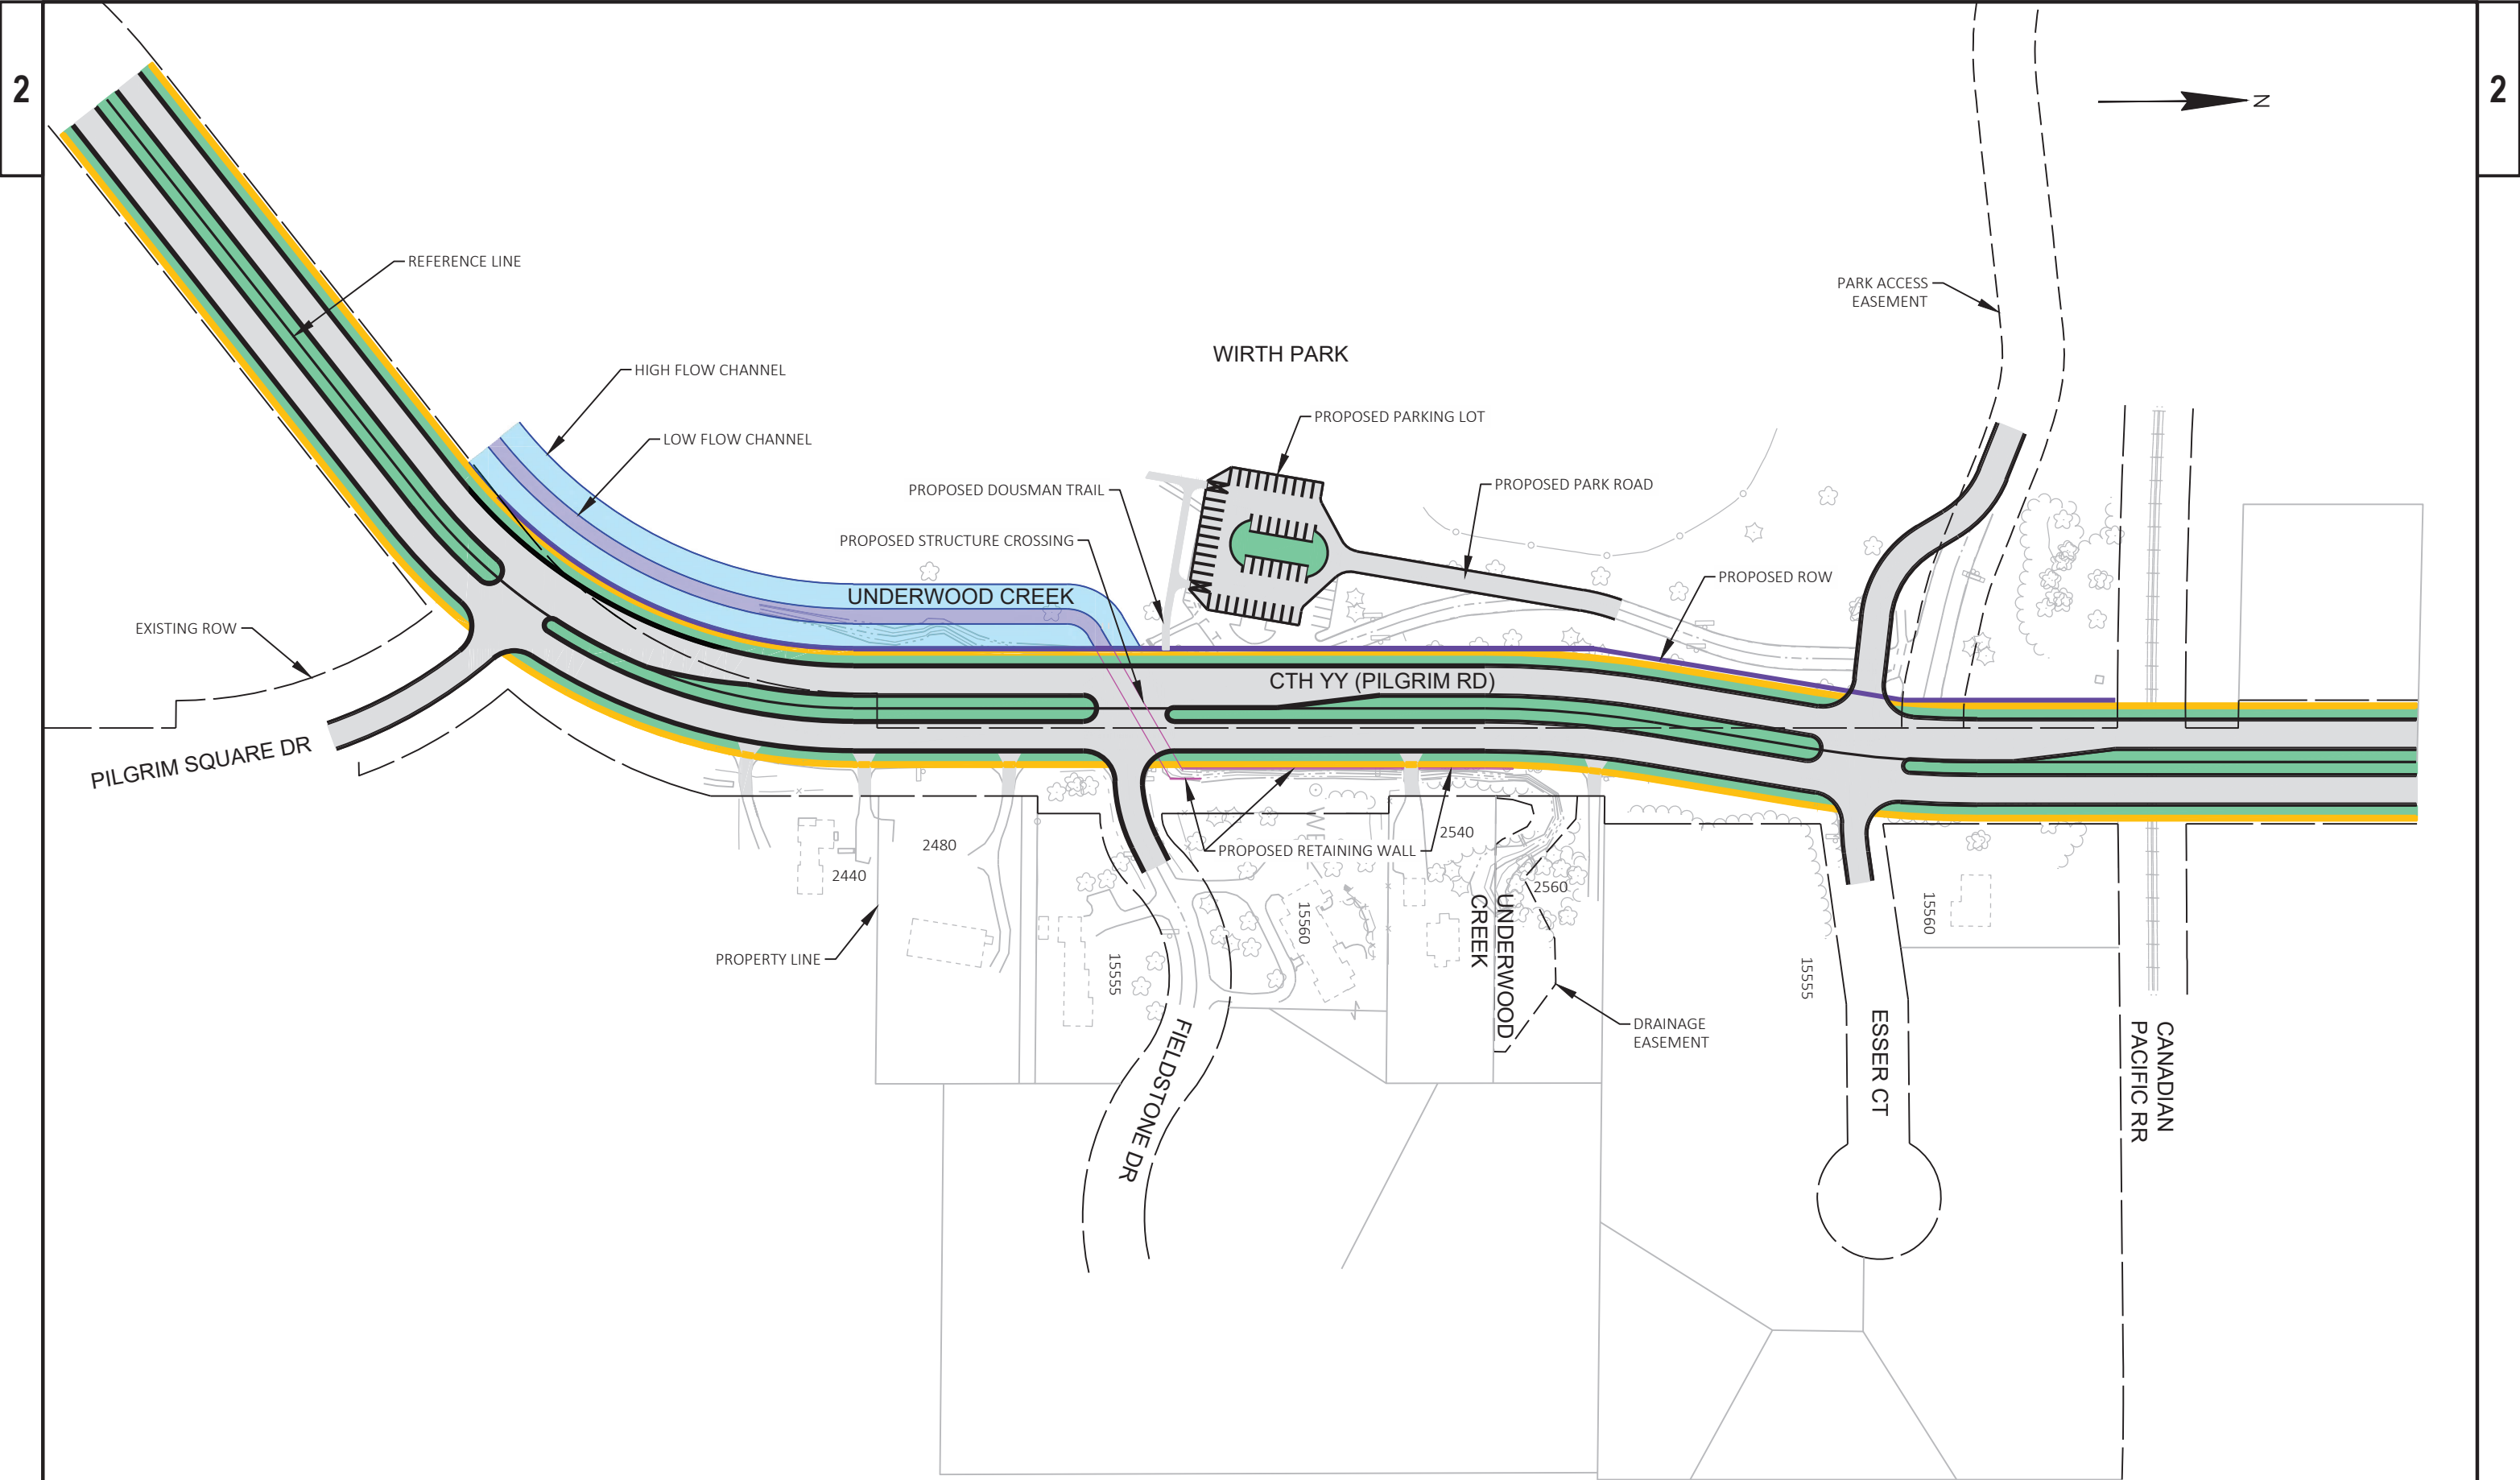 2
2
N
REFERENCE LINE
PARK ACCESS
EASEMENT
WIRTH PARK
HIGH FLOW CHANNEL
LOW FLOW CHANNEL
PROPOSED PARKING LOT
PROPOSED DOUSMAN TRAIL
PROPOSED PARK ROAD
PROPOSED STRUCTURE CROSSING
PROPOSED ROW
UNDERWOOD CREEK
EXISTING ROW
CTH YY (PILGRIM RD)
PILGRIM SQUARE DR
2480
2440
PROPOSED RETAINING WALL
2540
2560
15560
15560
UNDERWOOD
CREEK
PROPERTY LINE
15555
15555
DRAINAGE
EASEMENT
FIELDSTONE DR
ESSER CT
CANADIAN
PACIFIC RR